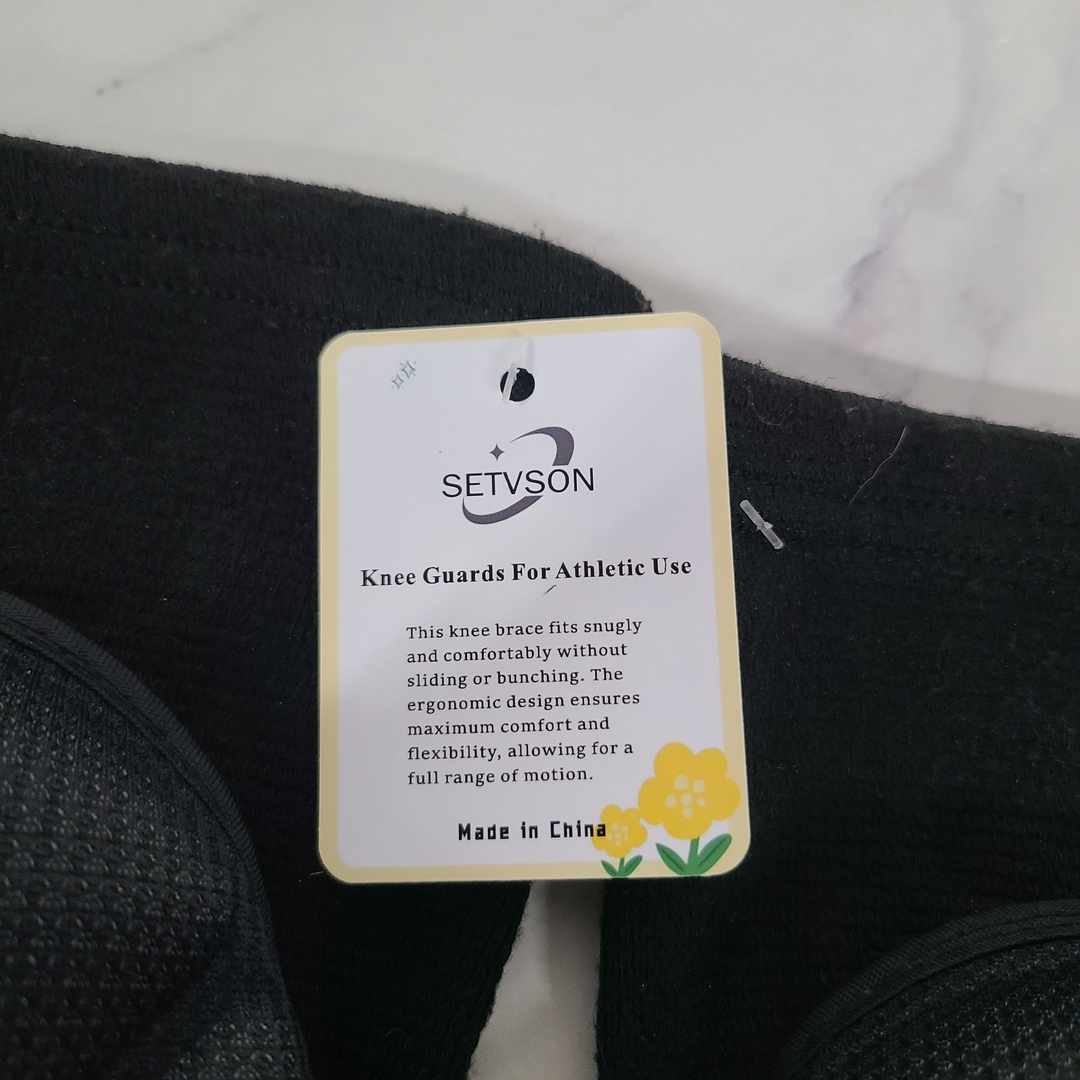 SETVSON
Knee Guards For Athletic Use
This knee brace fits snugly
and comfortably without
sliding or bunching. The
ergonomic design ensures
maximum comfort and
flexibility, allowing for a
full range of motion.
Made in China